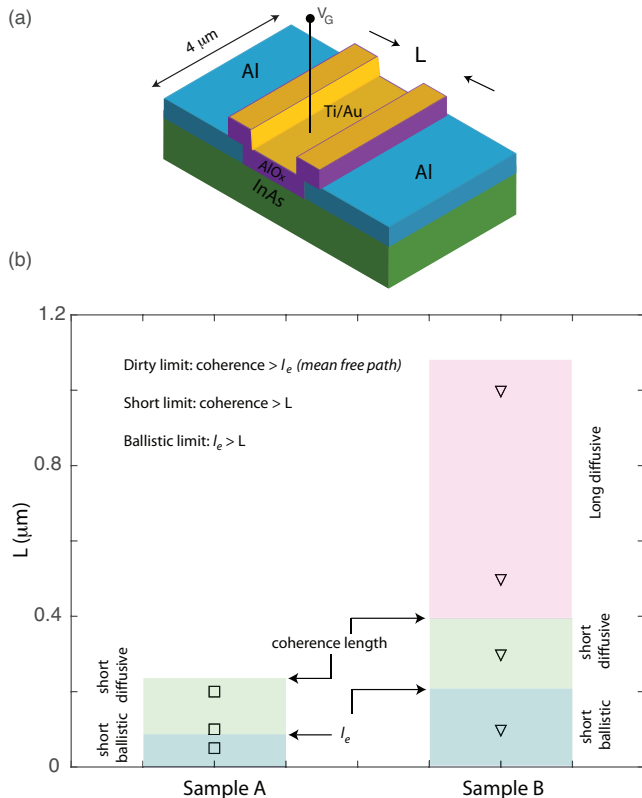 (a)
V_G
4 μm
L
Al
Ti/Au
AlOx
InAs
Al
(b)
1.2
0.8
0.4
0
L (μm)
Dirty limit: coherence > l_e (mean free path)
Short limit: coherence > L
Ballistic limit: l_e > L
Long diffusive
coherence length
short
diffusive
short
diffusive
l_e
short
ballistic
short
ballistic
Sample A
Sample B